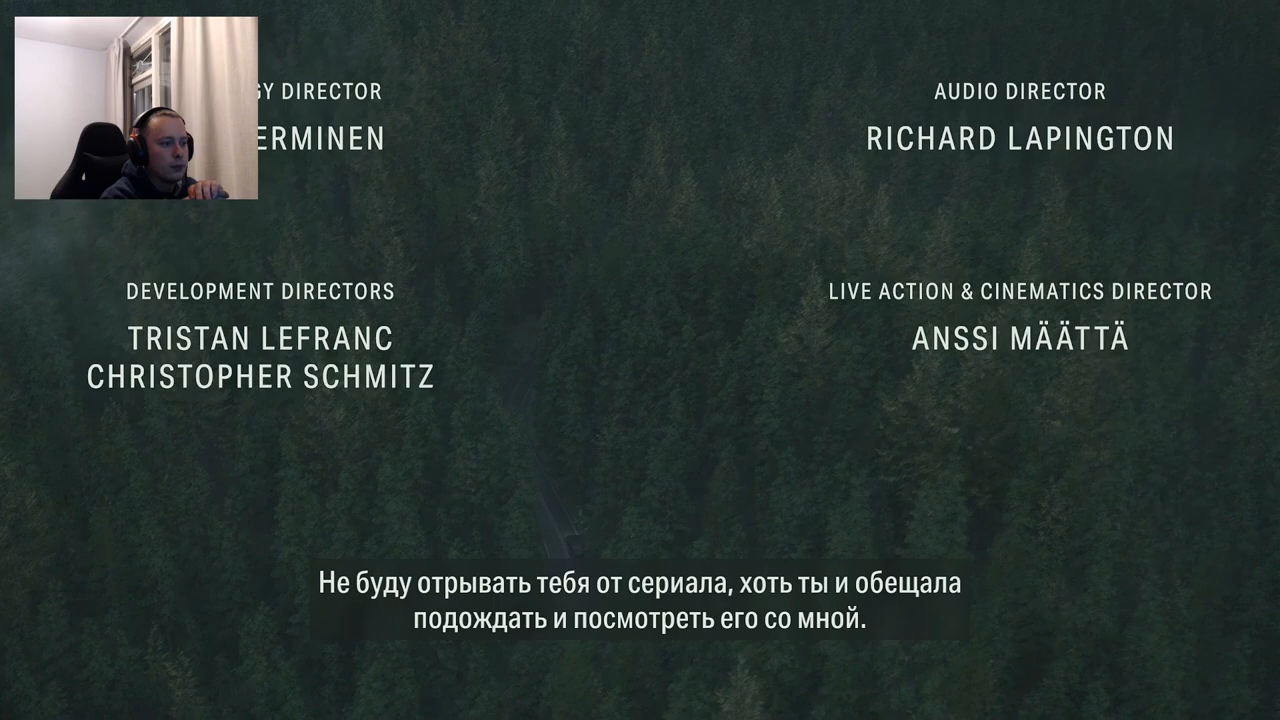 DIRECTOR
AUDIO DIRECTOR
RICHARD LAPINGTON
DEVELOPMENT DIRECTORS
TRISTAN LEFRANC
CHRISTOPHER SCHMITZ
LIVE ACTION & CINEMATICS DIRECTOR
ANSSI MÄÄTTÄ
Не буду отрывать тебя от сериала, хоть ты и обещала
подождать и посмотреть его со мной.